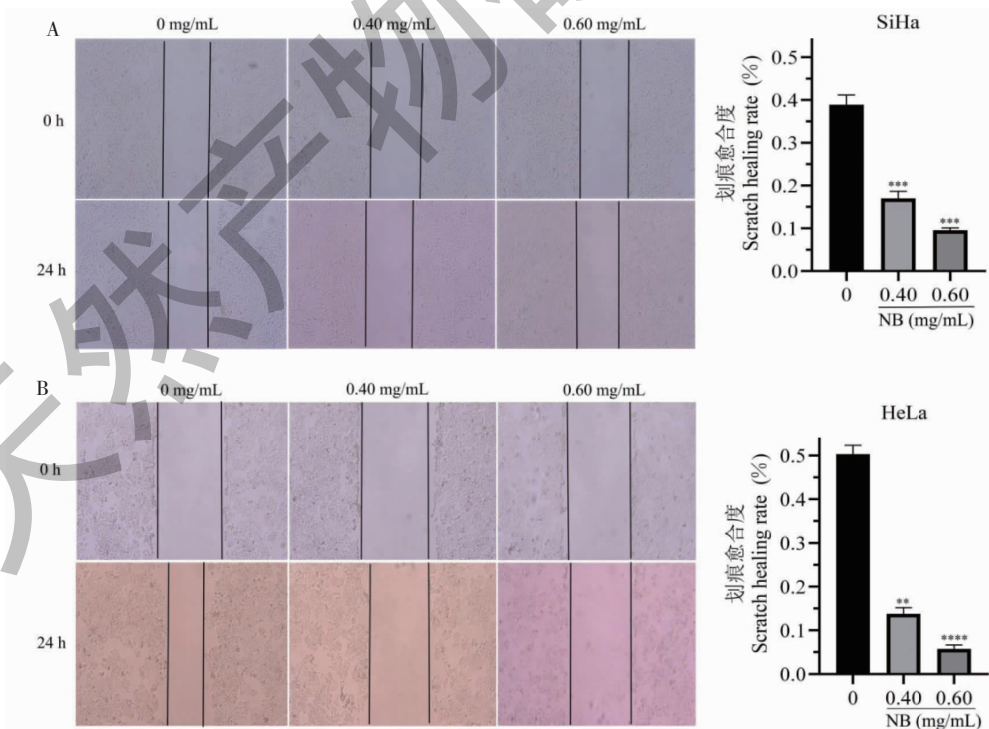 A
0 mg/mL
0.40 mg/mL
0.60 mg/mL
0 h
24 h
SiHa
划痕愈合度
Scratch healing rate (%)
0.5
0.4
0.3
0.2
0.1
0.0
***
***
0
0.40
0.60
NB (mg/mL)
B
0 mg/mL
0.40 mg/mL
0.60 mg/mL
0 h
24 h
HeLa
划痕愈合度
Scratch healing rate (%)
0.5
0.4
0.3
0.2
0.1
0.0
**
****
0
0.40
0.60
NB (mg/mL)
天然产物